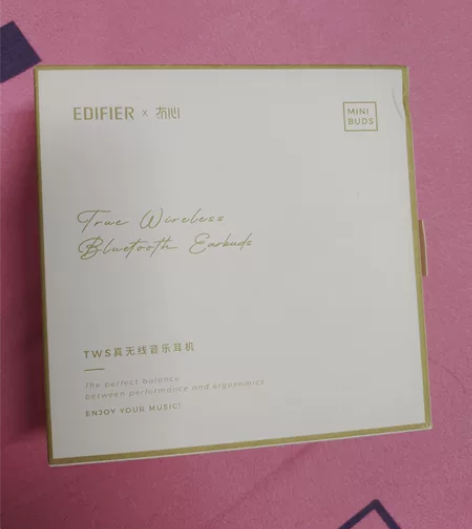 EDIFIER × 布心
MINI
BUDS
True Wireless
Bluetooth Earbuds
TWS真无线音乐耳机
The perfect balance
between performance and ergonomics
ENJOY YOUR MUSIC!